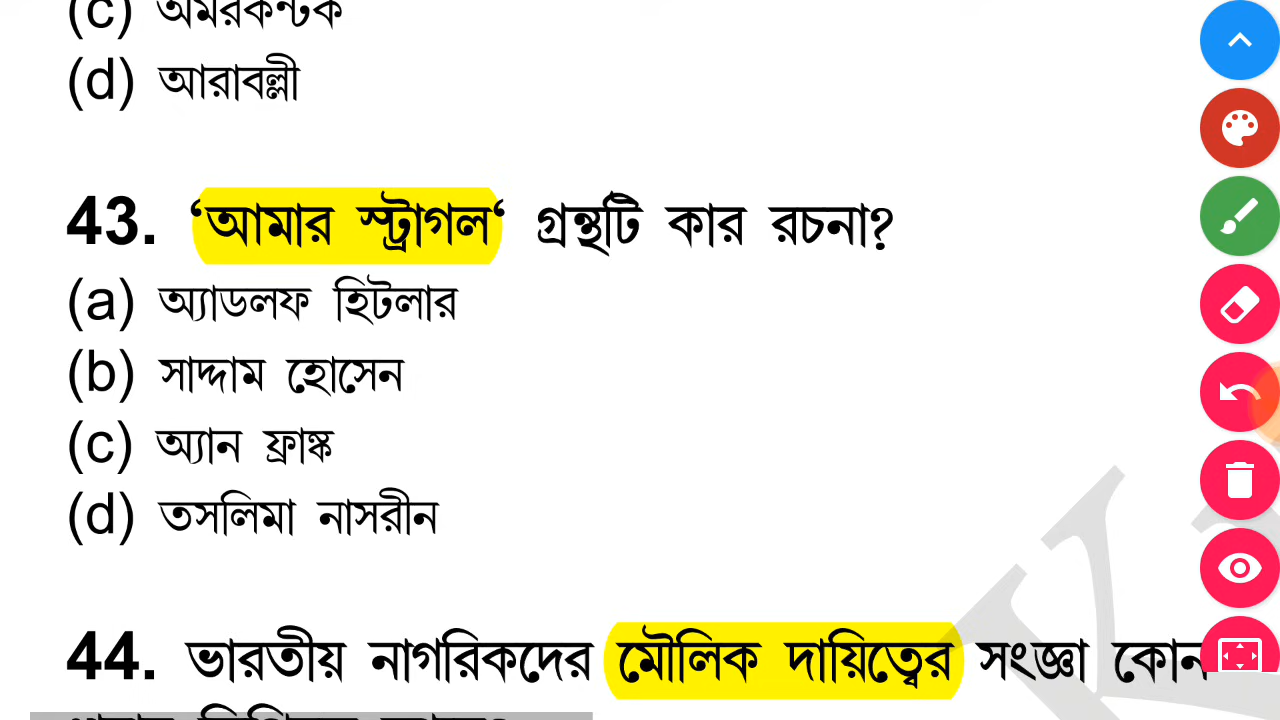 (c) অমরকন্টক
(d) আরাবল্লী
43. ‘আমার স্ট্রাগল‘ গ্রন্থটি কার রচনা?
(a) অ্যাডলফ হিটলার
(b) সাদ্দাম হোসেন
(c) অ্যান ফ্রাঙ্ক
(d) তসলিমা নাসরীন
44. ভারতীয় নাগরিকদের মৌলিক দায়িত্বের সংজ্ঞা কোন